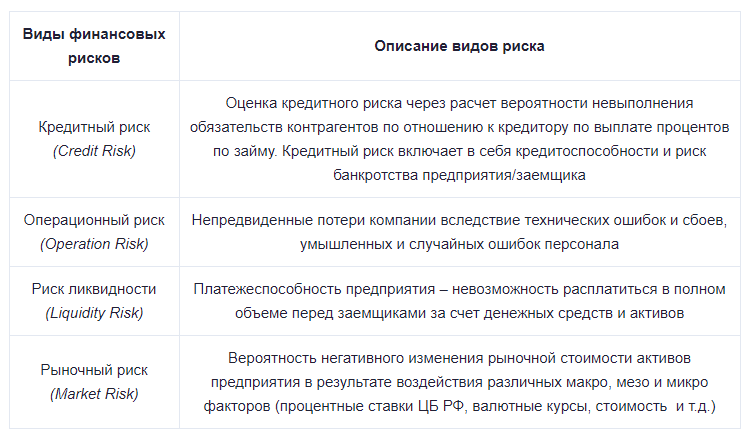 Виды финансовых
рисков
Описание видов риска
Кредитный риск
(Credit Risk)
Оценка кредитного риска через расчет вероятности невыполнения
обязательств контрагентов по отношению к кредитору по выплате процентов
по займу. Кредитный риск включает в себя кредитоспособности и риск
банкротства предприятия/заемщика
Операционный риск
(Operation Risk)
Непредвиденные потери компании вследствие технических ошибок и сбоев,
умышленных и случайных ошибок персонала
Риск ликвидности
(Liquidity Risk)
Платежеспособность предприятия – невозможность расплатиться в полном
объеме перед заемщиками за счет денежных средств и активов
Рыночный риск
(Market Risk)
Вероятность негативного изменения рыночной стоимости активов
предприятия в результате воздействия различных макро, мезо и микро
факторов (процентные ставки ЦБ РФ, валютные курсы, стоимость  и т.д.)